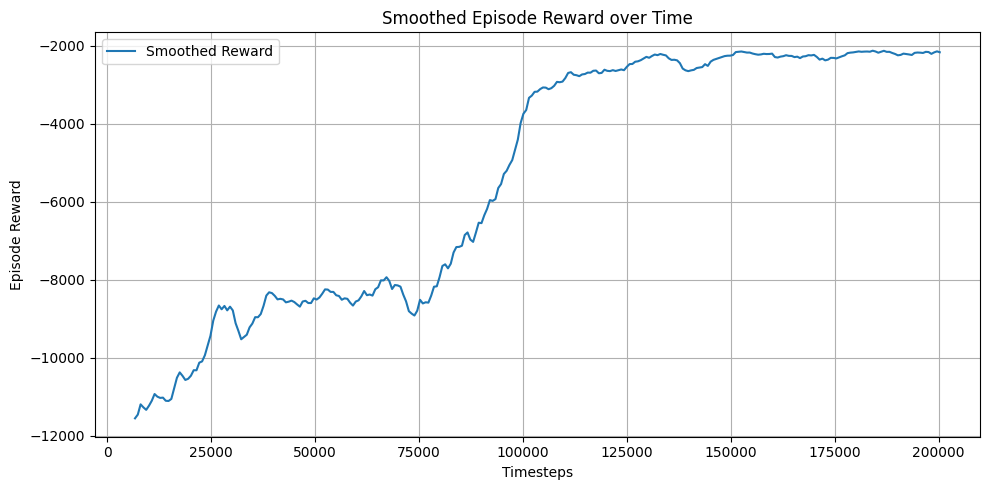 Smoothed Episode Reward over Time
Smoothed Reward
Episode Reward
−2000
−4000
−6000
−8000
−10000
−12000
0 25000 50000 75000 100000 125000 150000 175000 200000
Timesteps